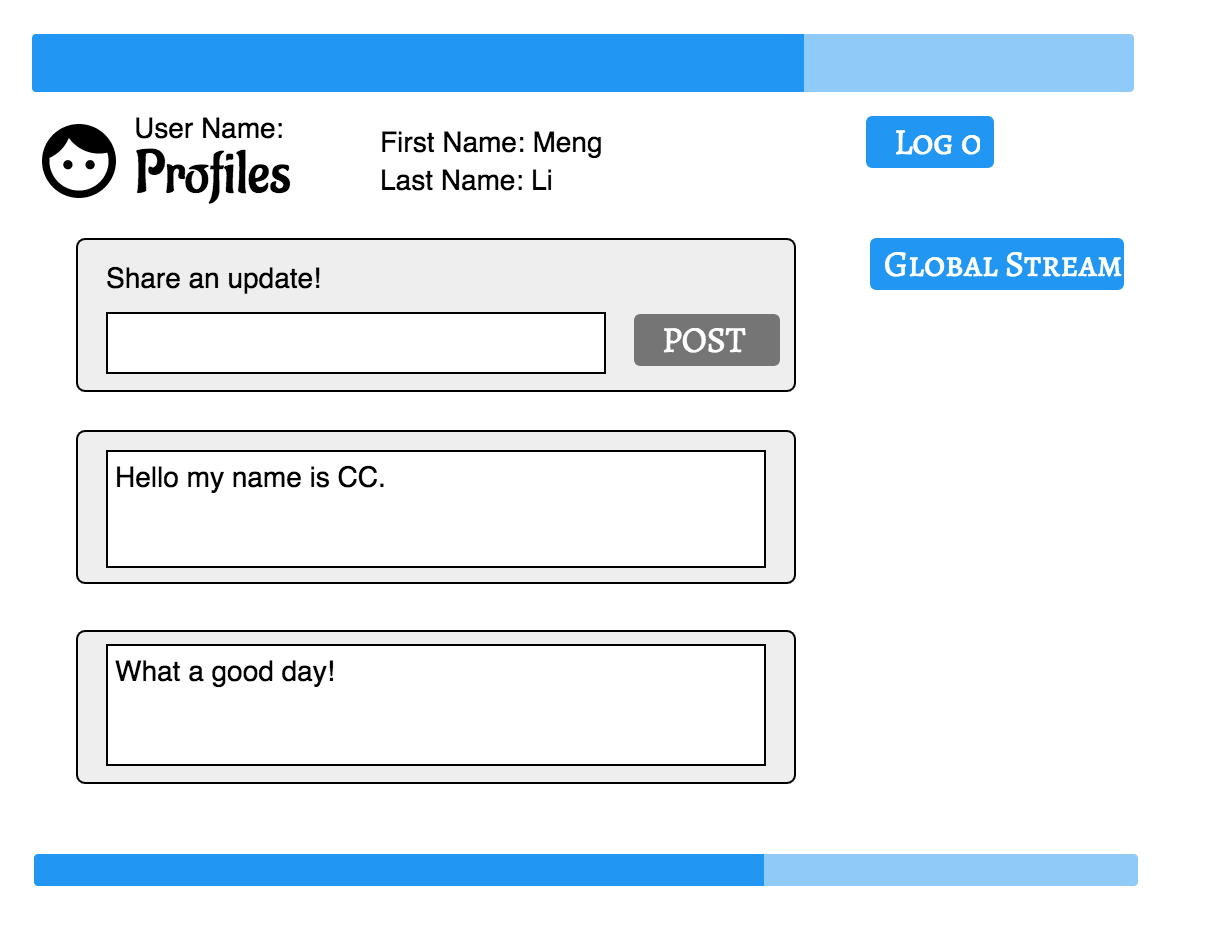 User Name:
Profiles
First Name: Meng
Last Name: Li
Log o
Share an update!
POST
Global Stream
Hello my name is CC.
What a good day!